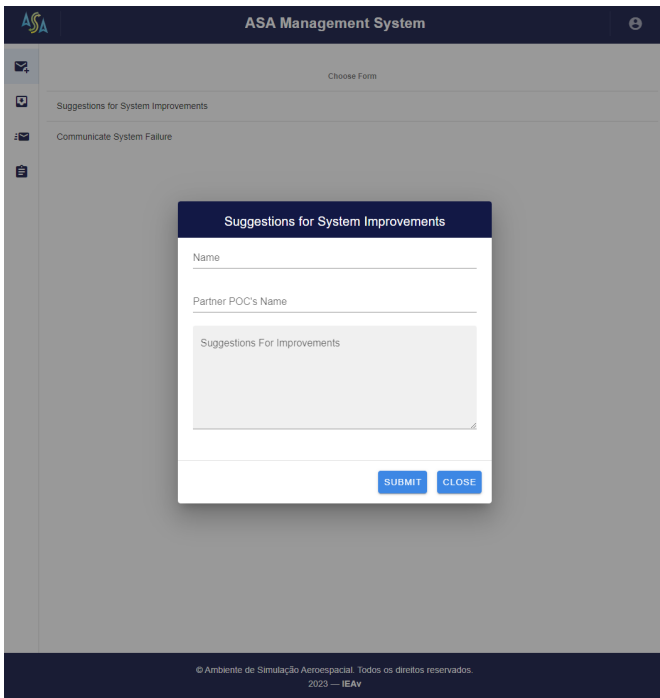 ASA
ASA Management System
Choose Form
Suggestions for System Improvements
Communicate System Failure
Suggestions for System Improvements
Name
Partner POC's Name
Suggestions For Improvements
SUBMIT
CLOSE
© Ambiente de Simulação Aeroespacial. Todos os direitos reservados.
2023 — IEAv